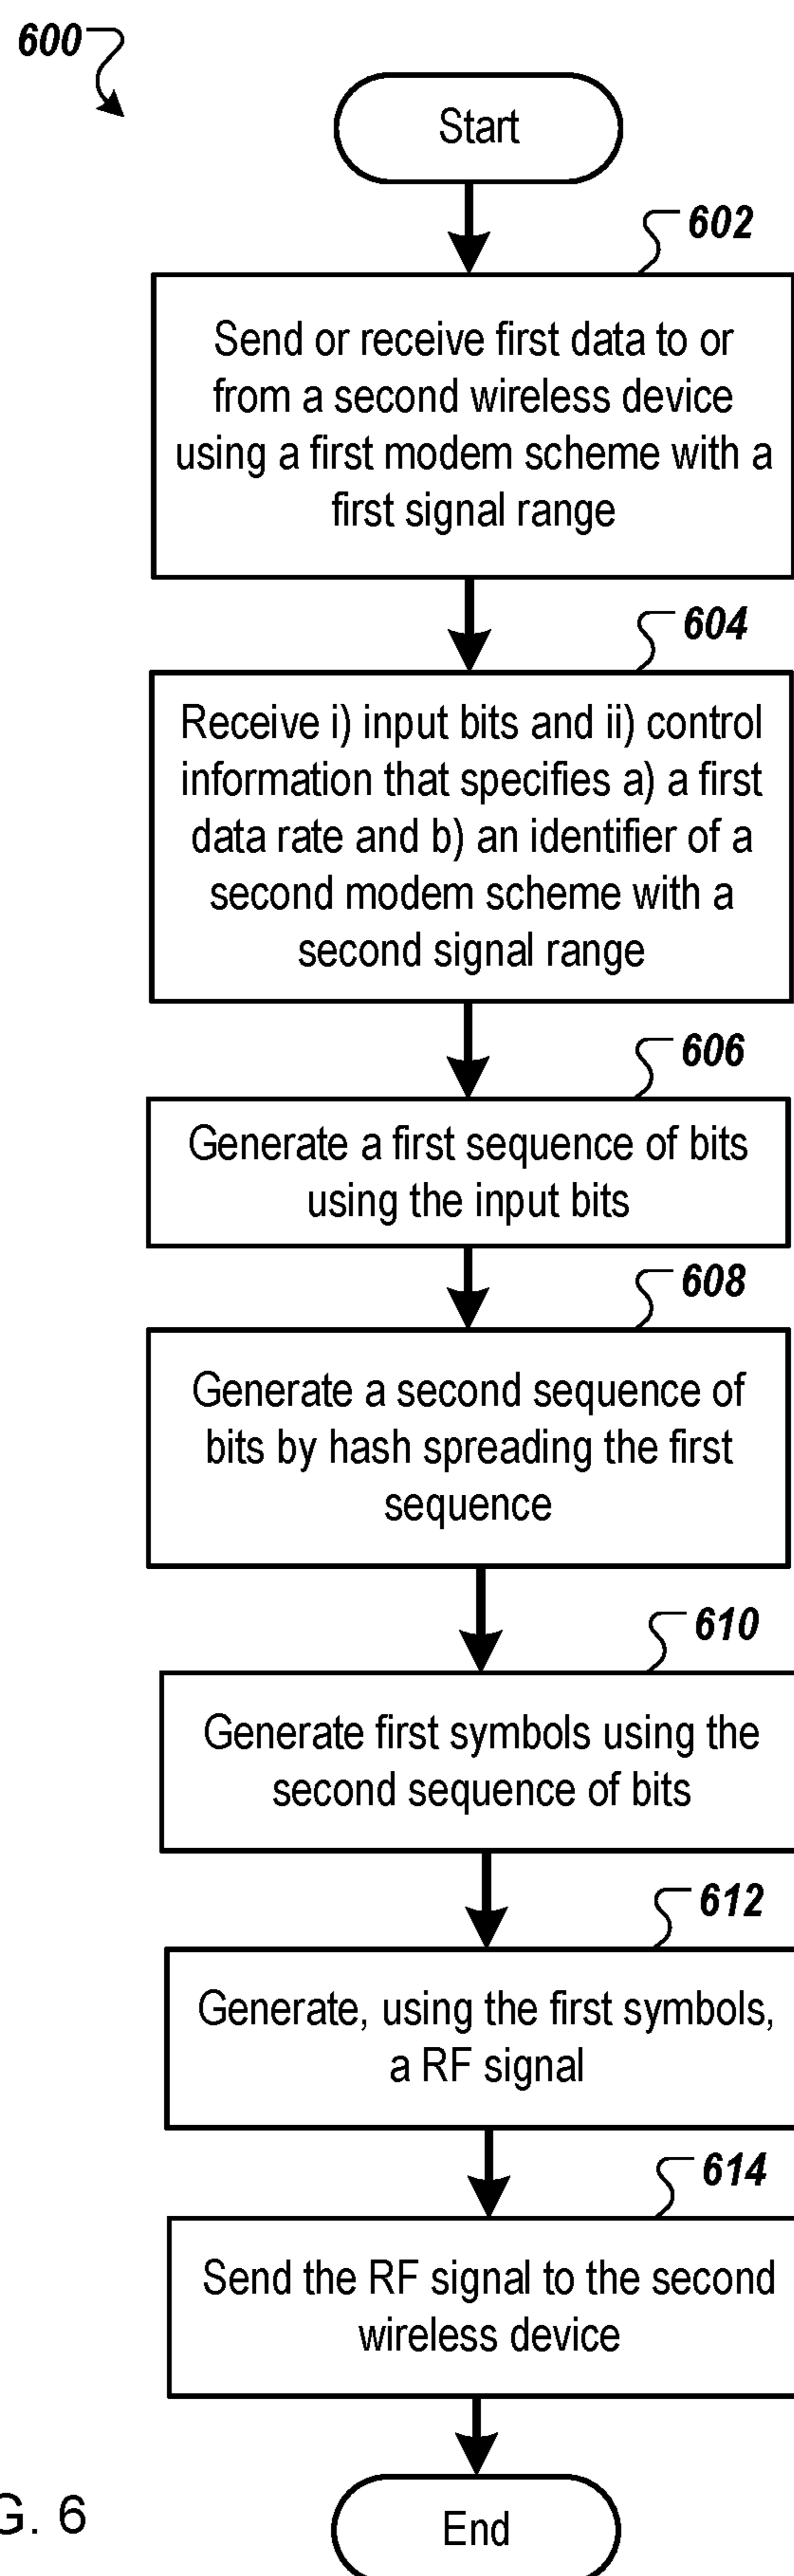 600
Start
602
Send or receive first data to or
from a second wireless device
using a first modem scheme with a
first signal range
604
Receive i) input bits and ii) control
information that specifies a) a first
data rate and b) an identifier of a
second modem scheme with a
second signal range
606
Generate a first sequence of bits
using the input bits
608
Generate a second sequence of
bits by hash spreading the first
sequence
610
Generate first symbols using the
second sequence of bits
612
Generate, using the first symbols,
a RF signal
614
Send the RF signal to the second
wireless device
End
G. 6